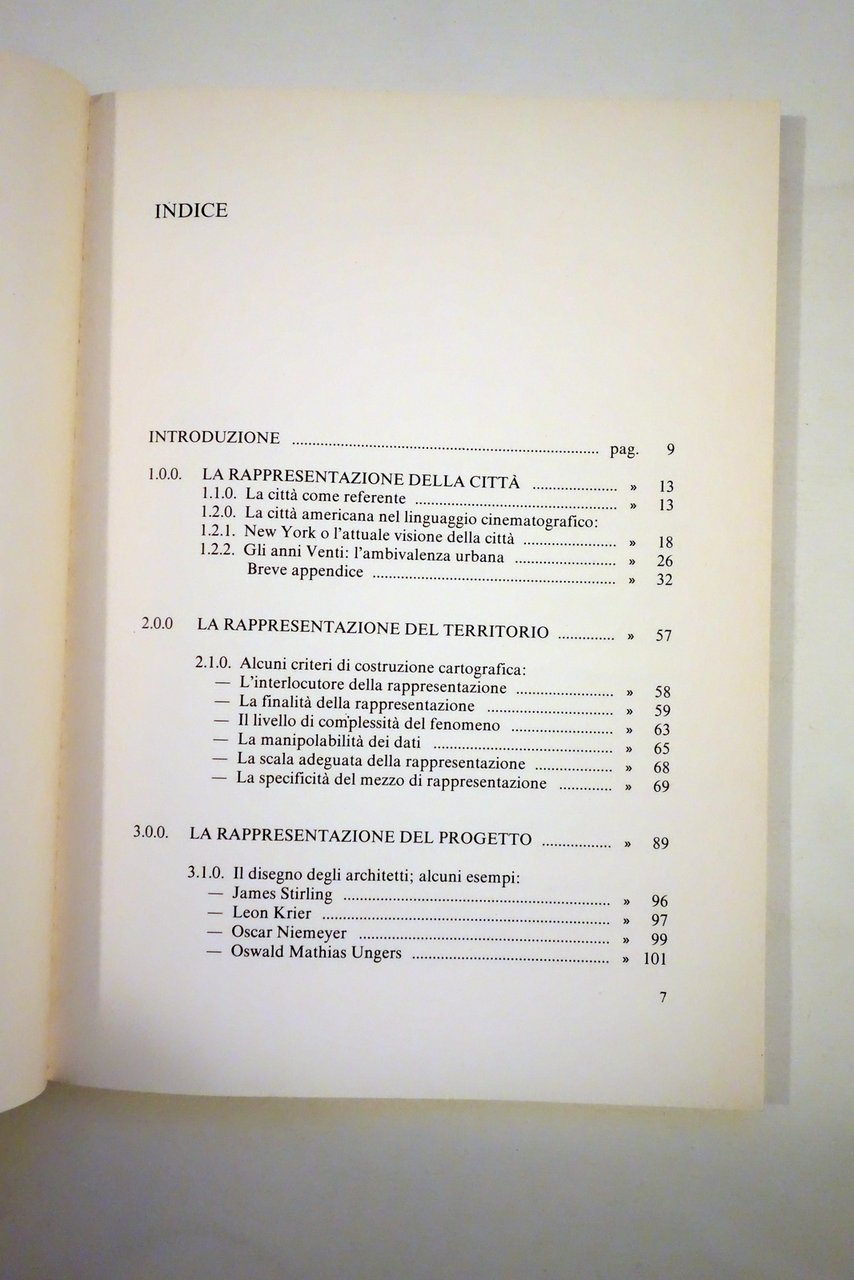 INDICE
INTRODUZIONE ........ pag. 9
1.0.0. LA RAPPRESENTAZIONE DELLA CITTÀ ........ » 13
1.1.0. La città come referente ........ » 13
1.2.0. La città americana nel linguaggio cinematografico:
1.2.1. New York o l'attuale visione della città ........ » 18
1.2.2. Gli anni Venti: l'ambivalenza urbana ........ » 26
Breve appendice ........ » 32
2.0.0 LA RAPPRESENTAZIONE DEL TERRITORIO ........ » 57
2.1.0. Alcuni criteri di costruzione cartografica:
— L'interlocutore della rappresentazione ........ » 58
— La finalità della rappresentazione ........ » 59
— Il livello di complessità del fenomeno ........ » 63
— La manipolabilità dei dati ........ » 65
— La scala adeguata della rappresentazione ........ » 68
— La specificità del mezzo di rappresentazione ........ » 69
3.0.0. LA RAPPRESENTAZIONE DEL PROGETTO ........ » 89
3.1.0. Il disegno degli architetti; alcuni esempi:
— James Stirling ........ » 96
— Leon Krier ........ » 97
— Oscar Niemeyer ........ » 99
— Oswald Mathias Ungers ........ » 101
7